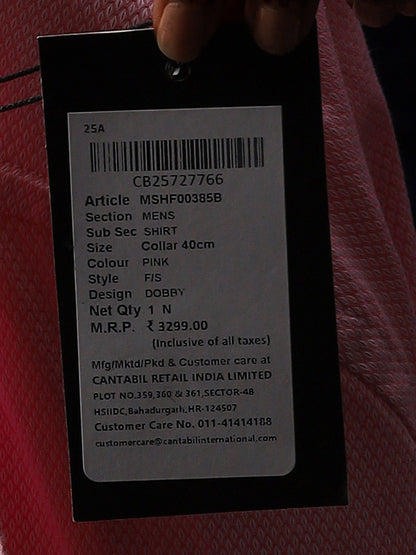 25A
CB25727766
Article MSHF00385B
Section MENS
Sub Sec SHIRT
Size Collar 40cm
Colour PINK
Style F/S
Design DOBBY
Net Qty 1 N
M.R.P. ₹ 3299.00
(Inclusive of all taxes)
Mfg/Mktd/Pkd & Customer care at
CANTABIL RETAIL INDIA LIMITED
PLOT NO.359,360 & 361,SECTOR-4B
HSIIDC,Bahadurgarh,HR-124507
Customer Care No. 011-41414188
customercare@cantabilinternational.com